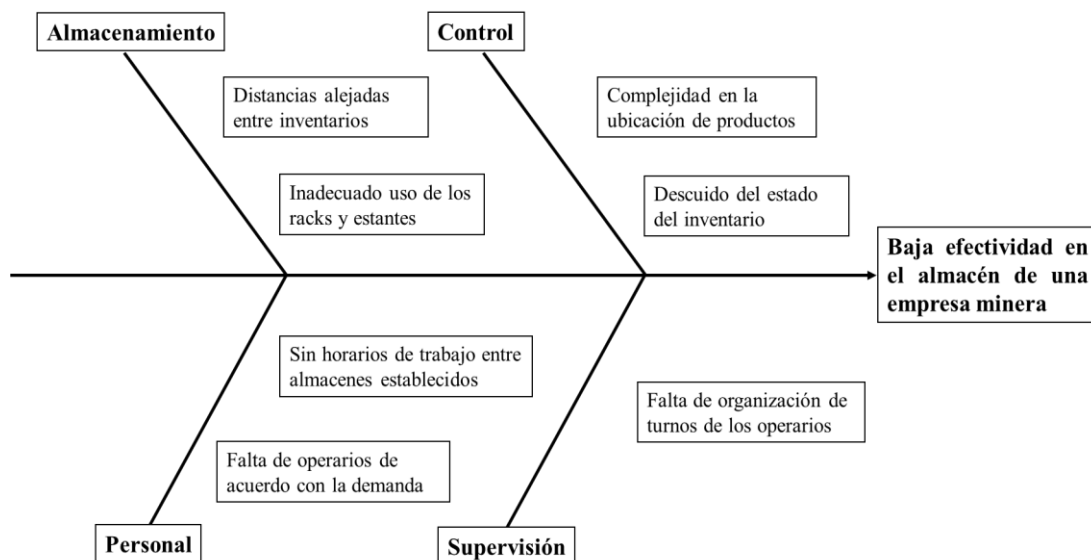 Almacenamiento
Control
Distancias alejadas
entre inventarios
Complejidad en la
ubicación de productos
Inadecuado uso de los
racks y estantes
Descuido del estado
del inventario
Baja efectividad en
el almacén de una
empresa minera
Sin horarios de trabajo entre
almacenes establecidos
Falta de organización de
turnos de los operarios
Falta de operarios de
acuerdo con la demanda
Personal
Supervisión